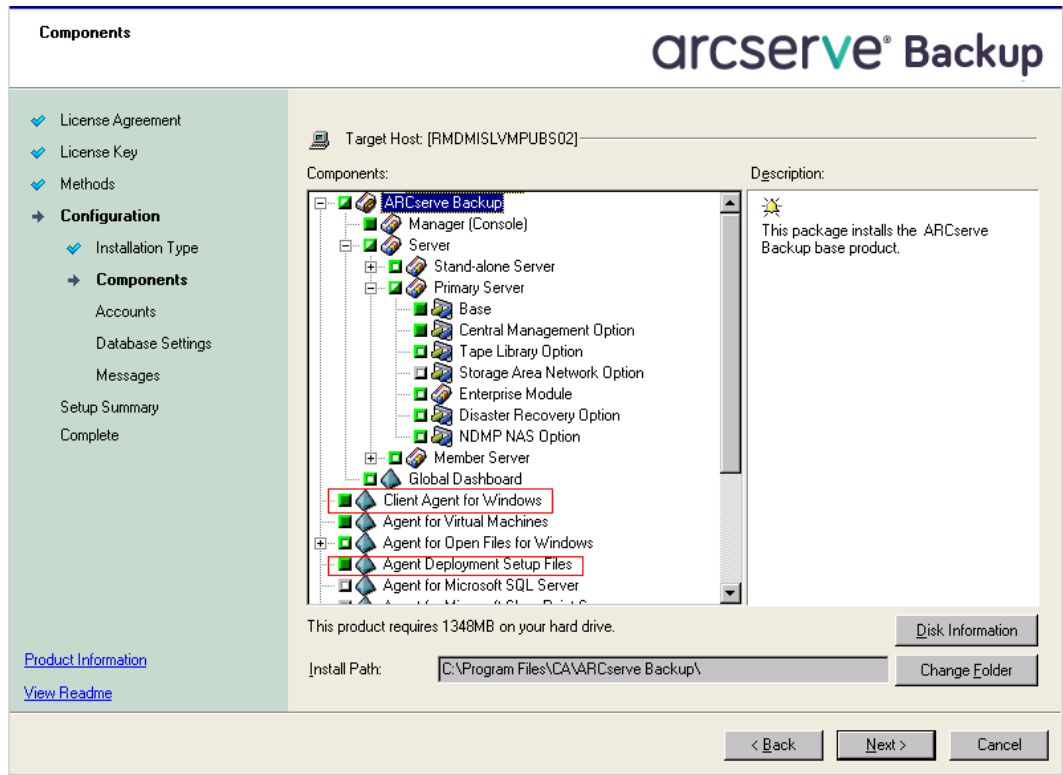 Components
arcserve® Backup
License Agreement
License Key
Methods
Configuration
Installation Type
Components
Accounts
Database Settings
Messages
Setup Summary
Complete
Product Information
View Readme
Target Host: [RMDMISLVMPUBS02]
Components:
ARCserve Backup
Manager (Console)
Server
Stand-alone Server
Primary Server
Base
Central Management Option
Tape Library Option
Storage Area Network Option
Enterprise Module
Disaster Recovery Option
NDMP NAS Option
Member Server
Global Dashboard
Client Agent for Windows
Agent for Virtual Machines
Agent for Open Files for Windows
Agent Deployment Setup Files
Agent for Microsoft SQL Server
Description:
This package installs the ARCserve
Backup base product.
This product requires 1348MB on your hard drive.
Disk Information
Install Path:
C:\Program Files\CA\ARCserve Backup\
Change Folder
< Back
Next >
Cancel